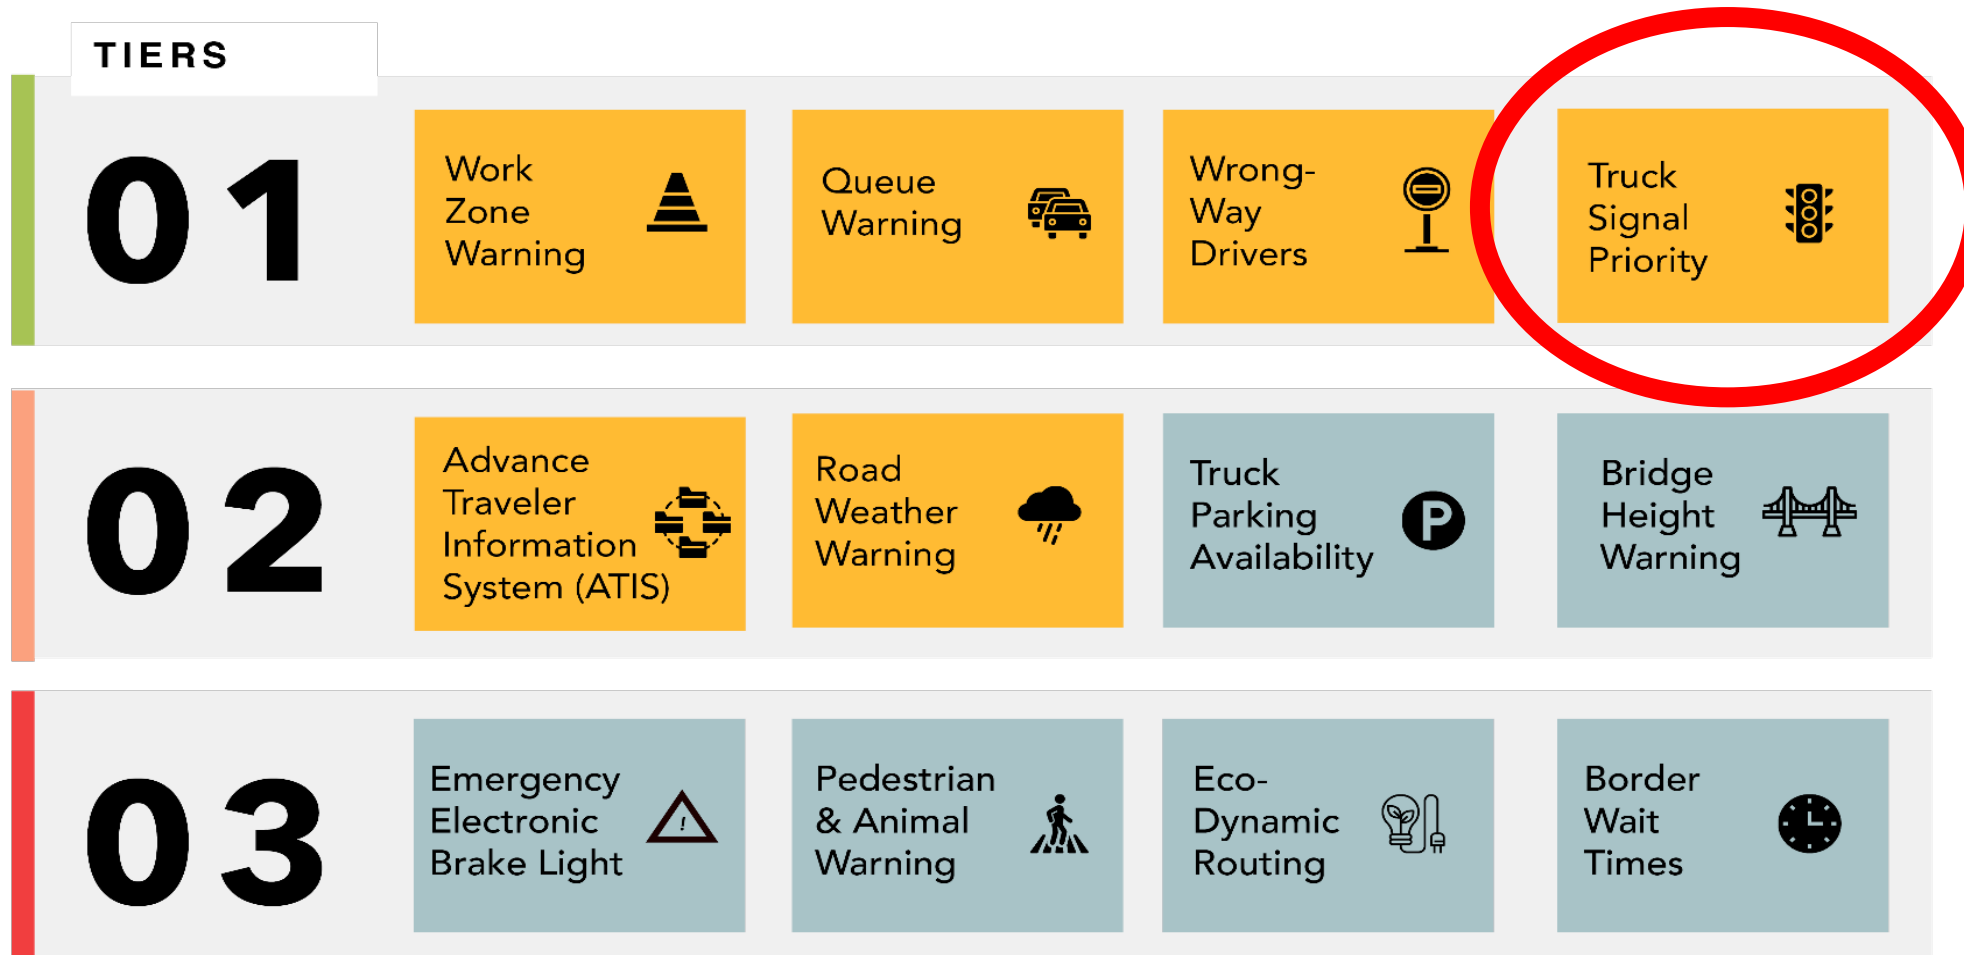 TIERS
01
Work
Zone
Warning
Queue
Warning
Wrong-
Way
Drivers
Truck
Signal
Priority
02
Advance
Traveler
Information
System (ATIS)
Road
Weather
Warning
Truck
Parking
Availability
P
Bridge
Height
Warning
03
Emergency
Electronic
Brake Light
!
Pedestrian
& Animal
Warning
Eco-
Dynamic
Routing
Border
Wait
Times